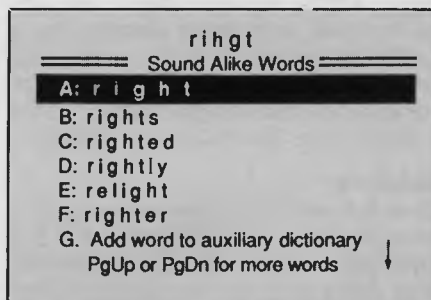 rihgt
Sound Alike Words
A: right
B: rights
C: righted
D: rightly
E: relight
F: righter
G. Add word to auxiliary dictionary
PgUp or PgDn for more words